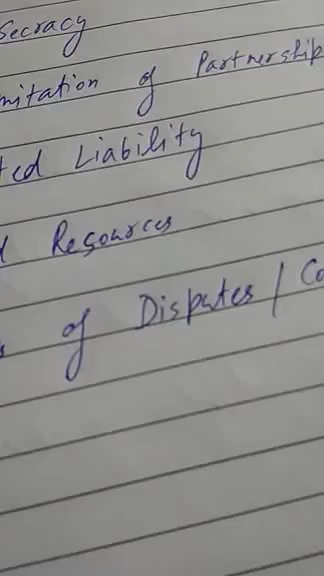 Secracy
mitation of Partnership
ted Liability
d Resources
s of Disputes / Co